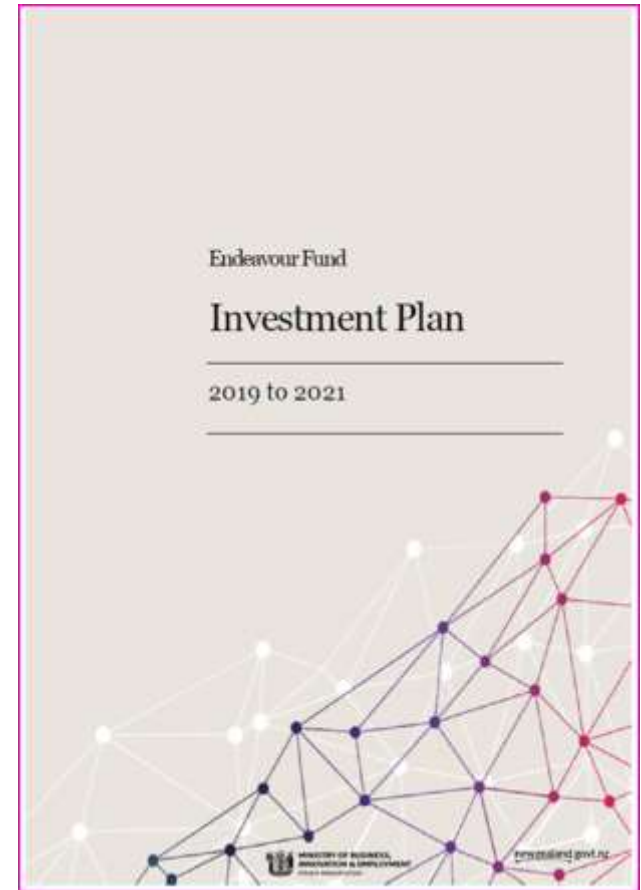 Endeavour Fund
Investment Plan
2019 to 2021
MINISTRY OF BUSINESS,
INNOVATION & EMPLOYMENT
newzealand.govt.nz